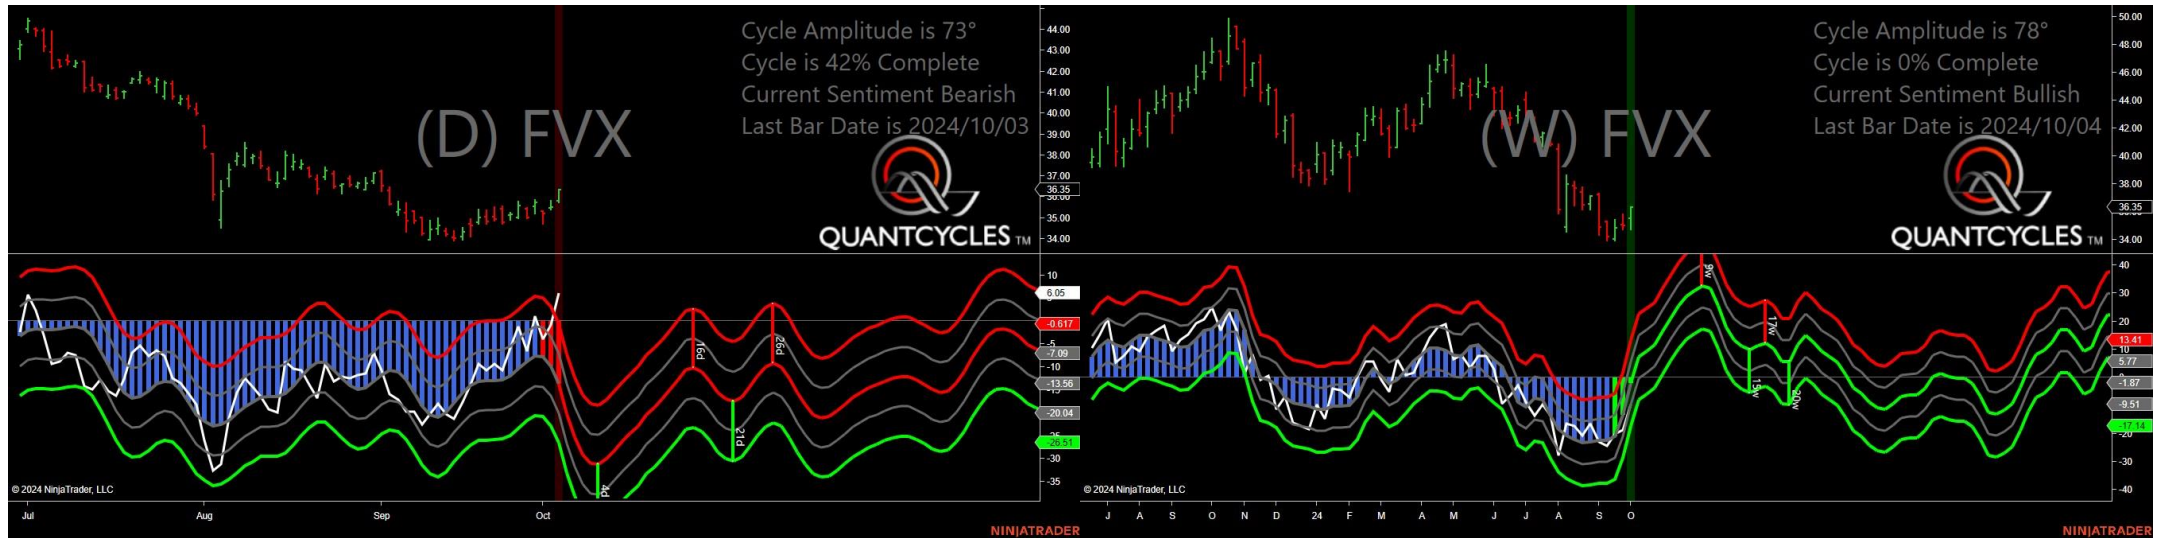 Cycle Amplitude is 73°
Cycle is 42% Complete
Current Sentiment Bearish
Last Bar Date is 2024/10/03
(D) FVX
QUANTCYCLES TM
44.00
43.00
42.00
41.00
40.00
39.00
38.00
37.00
36.35
36.00
35.00
34.00
10
6.05
-0.617
-5
-7.09
-10
-13.56
-20.04
-26.51
-30
-35
16d
26d
21d
4d
© 2024 NinjaTrader, LLC
Jul Aug Sep Oct
NINJATRADER
Cycle Amplitude is 78°
Cycle is 0% Complete
Current Sentiment Bullish
Last Bar Date is 2024/10/04
(W) FVX
QUANTCYCLES TM
50.00
48.00
46.00
44.00
42.00
40.00
38.00
36.35
34.00
40
30
20
13.41
10
5.77
-1.87
-9.51
-17.14
-20
-30
-40
9w
17w
15w
20w
© 2024 NinjaTrader, LLC
J A S O N D 24 F M A M J J A S O
NINJATRADER